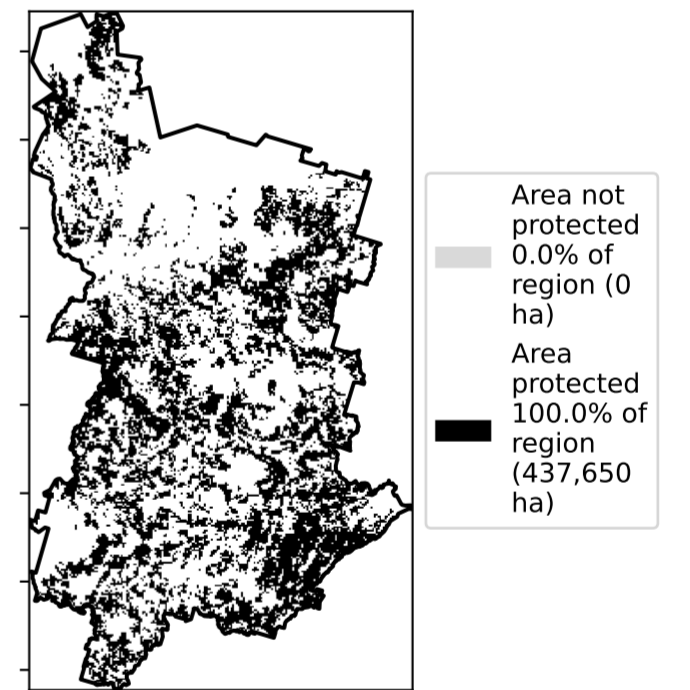 Area not
protected
0.0% of
region (0
ha)
Area
protected
100.0% of
region
(437,650
ha)